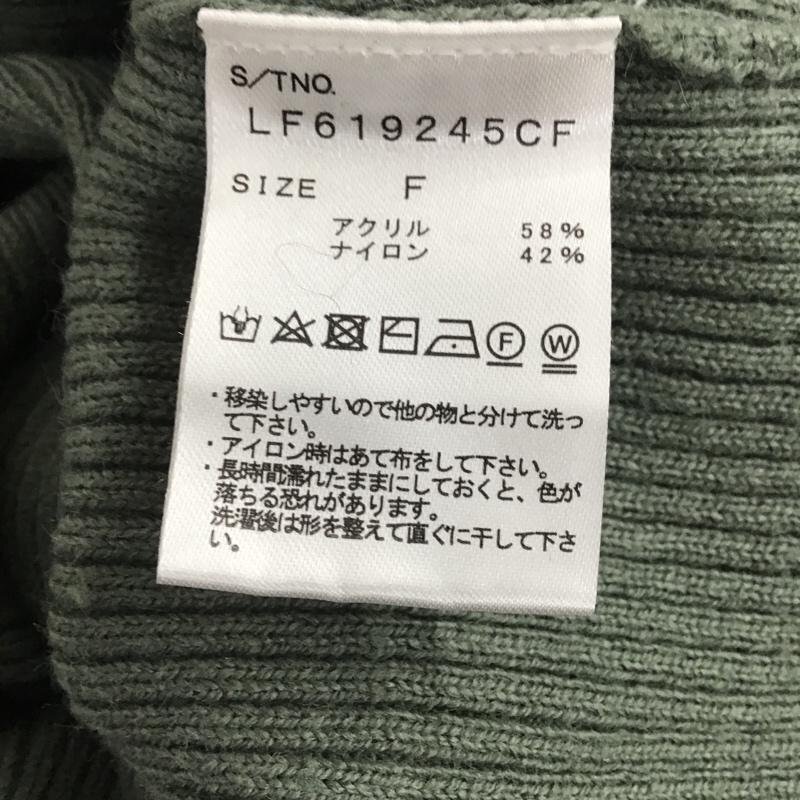 S/TNO.
LF619245CF
SIZE F
アクリル 58%
ナイロン 42%
F W
・移染しやすいので他の物と分けて洗っ
て下さい。
・アイロン時はあて布をして下さい。
・長時間濡れたままにしておくと、色が
落ちる恐れがあります。
洗濯後は形を整えて直ぐに干して下さ
い。